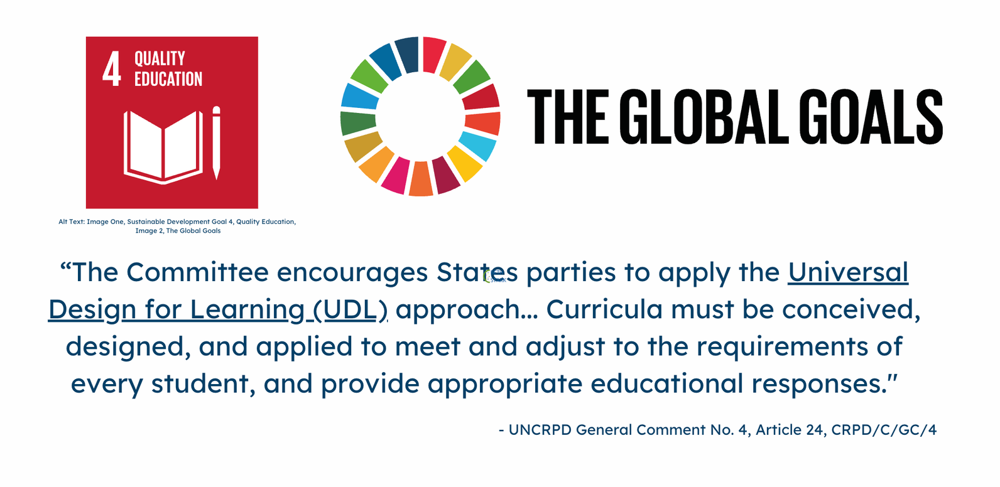 4 QUALITY
EDUCATION
THE GLOBAL GOALS
Alt Text: Image One, Sustainable Development Goal 4, Quality Education,
Image 2, The Global Goals
“The Committee encourages States parties to apply the Universal
Design for Learning (UDL) approach... Curricula must be conceived,
designed, and applied to meet and adjust to the requirements of
every student, and provide appropriate educational responses."
- UNCRPD General Comment No. 4, Article 24, CRPD/C/GC/4